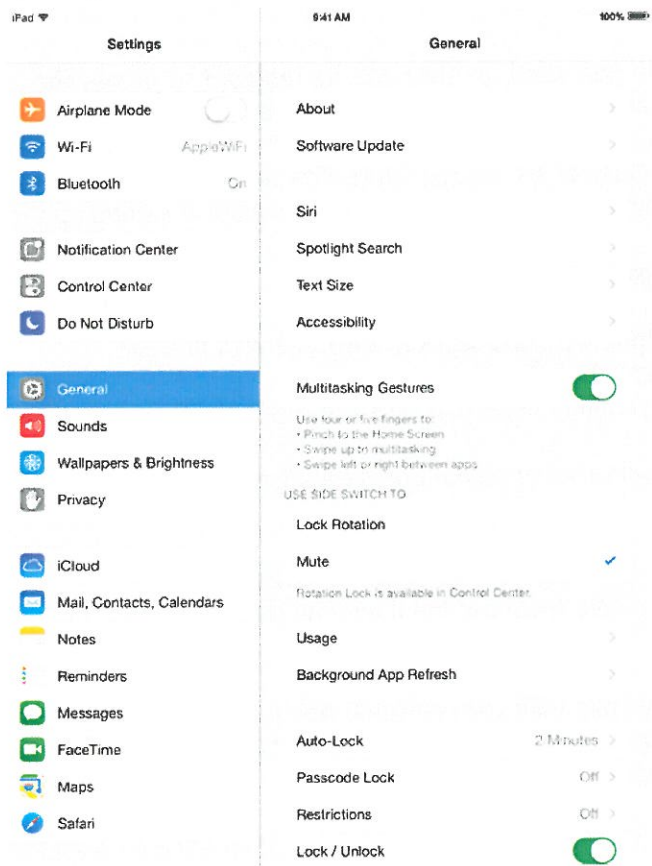 iPad
9:41 AM
100%
Settings
Airplane Mode
Wi-Fi AppleWiFi
Bluetooth On
Notification Center
Control Center
Do Not Disturb
General
Sounds
Wallpapers & Brightness
Privacy
iCloud
Mail, Contacts, Calendars
Notes
Reminders
Messages
FaceTime
Maps
Safari
General
About
Software Update
Siri
Spotlight Search
Text Size
Accessibility
Multitasking Gestures
Use four or five fingers to:
• Pinch to the Home Screen
• Swipe up to multitasking
• Swipe left or right between apps
USE SIDE SWITCH TO
Lock Rotation
Mute
Rotation Lock is available in Control Center.
Usage
Background App Refresh
Auto-Lock 2 Minutes
Passcode Lock Off
Restrictions Off
Lock / Unlock